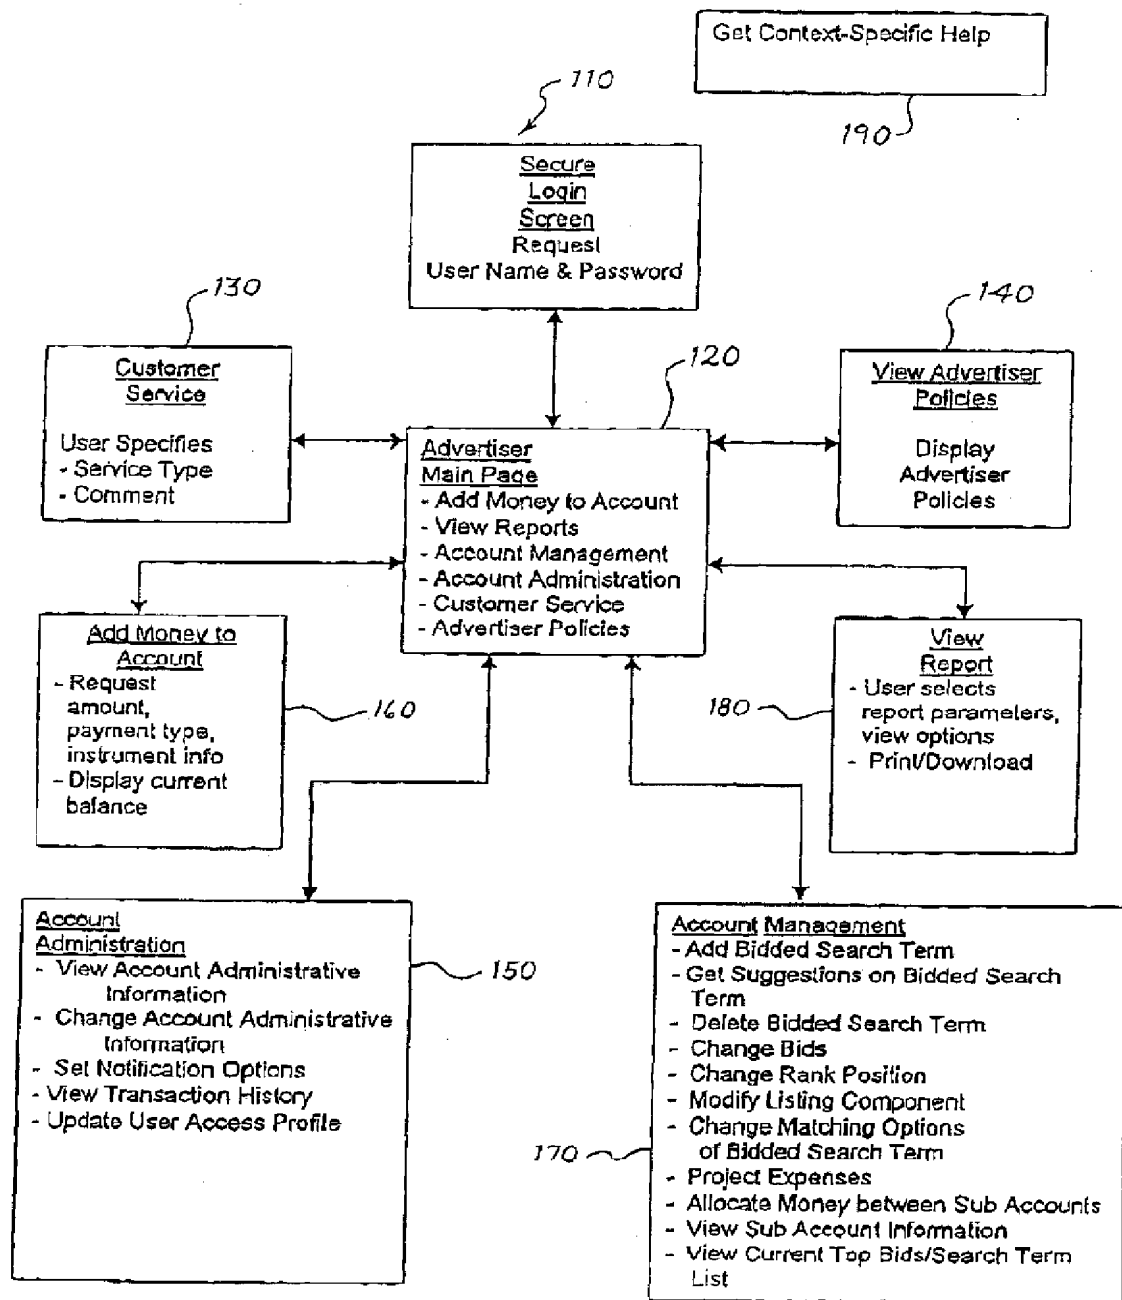 Get Context-Specific Help
190
110
Secure
Login
Screen
Request
User Name & Password
130
Customer
Service
User Specifies
- Service Type
- Comment
120
Advertiser
Main Page
- Add Money to Account
- View Reports
- Account Management
- Account Administration
- Customer Service
- Advertiser Policies
140
View Advertiser
Policies
Display
Advertiser
Policies
Add Money to
Account
- Request
amount,
payment type,
instrument info
- Display current
balance
160
180
View
Report
- User selects
report parameters,
view options
- Print/Download
Account
Administration
- View Account Administrative
Information
- Change Account Administrative
Information
- Set Notification Options
- View Transaction History
- Update User Access Profile
150
Account Management
- Add Bidded Search Term
- Get Suggestions on Bidded Search
Term
- Delete Bidded Search Term
- Change Bids
- Change Rank Position
- Modify Listing Component
- Change Matching Options
of Bidded Search Term
- Project Expenses
- Allocate Money between Sub Accounts
- View Sub Account Information
- View Current Top Bids/Search Term
List
170